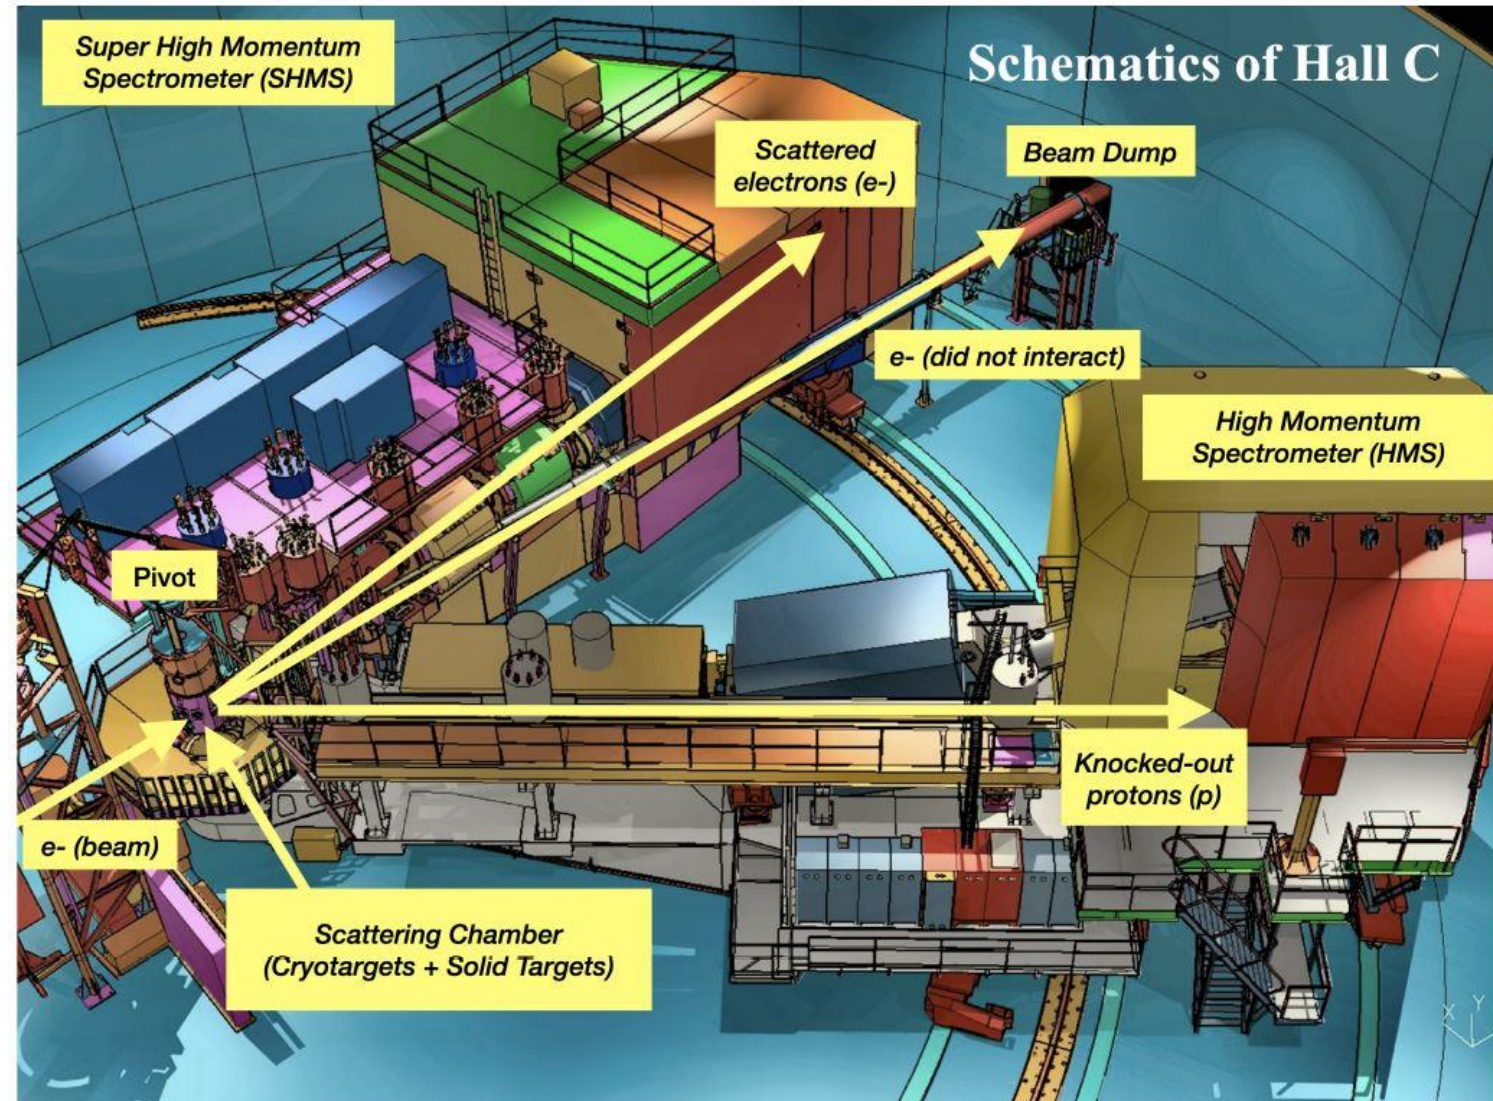 Super High Momentum
Spectrometer (SHMS)
Schematics of Hall C
Scattered
electrons (e-)
Beam Dump
e- (did not interact)
High Momentum
Spectrometer (HMS)
Pivot
Knocked-out
protons (p)
e- (beam)
Scattering Chamber
(Cryotargets + Solid Targets)
X Y